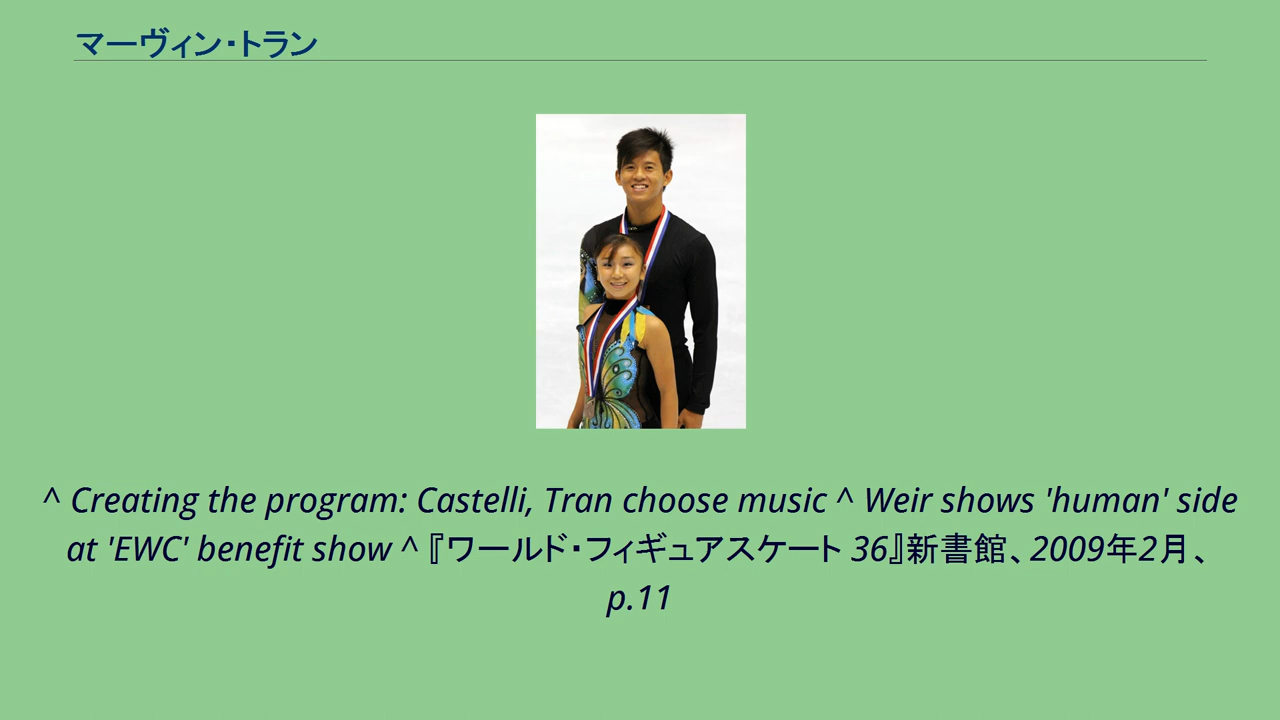 マーヴィン・トラン
^ Creating the program: Castelli, Tran choose music ^ Weir shows 'human' side
at 'EWC' benefit show ^ 『ワールド・フィギュアスケート 36』新書館、2009年2月、
p.11